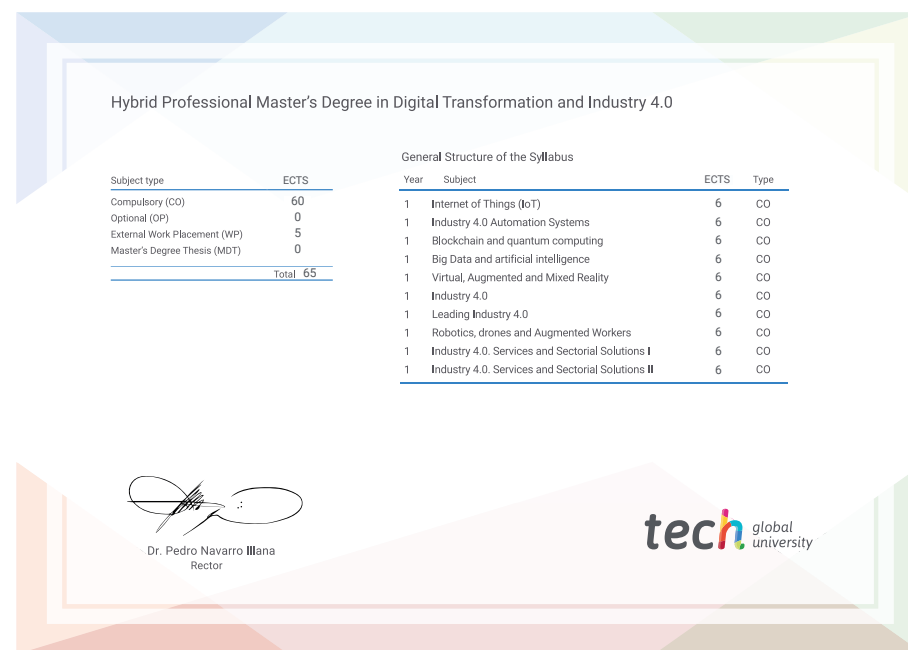 Hybrid Professional Master's Degree in Digital Transformation and Industry 4.0
Subject type ECTS
Compulsory (CO) 60
Optional (OP) 0
External Work Placement (WP) 5
Master's Degree Thesis (MDT) 0
Total 65
General Structure of the Syllabus
Year Subject ECTS Type
1 Internet of Things (IoT) 6 CO
1 Industry 4.0 Automation Systems 6 CO
1 Blockchain and quantum computing 6 CO
1 Big Data and artificial intelligence 6 CO
1 Virtual, Augmented and Mixed Reality 6 CO
1 Industry 4.0 6 CO
1 Leading Industry 4.0 6 CO
1 Robotics, drones and Augmented Workers 6 CO
1 Industry 4.0. Services and Sectorial Solutions I 6 CO
1 Industry 4.0. Services and Sectorial Solutions II 6 CO
Dr. Pedro Navarro Illana
Rector
tech global
university